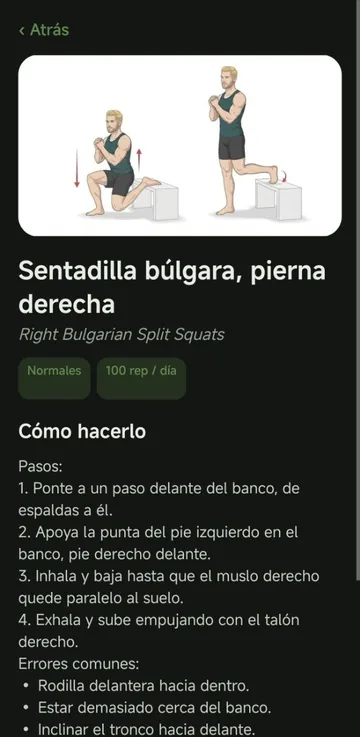 ‹ Atrás
Sentadilla búlgara, pierna
derecha
Right Bulgarian Split Squats
Normales
100 rep / día
Cómo hacerlo
Pasos:
1. Ponte a un paso delante del banco, de
espaldas a él.
2. Apoya la punta del pie izquierdo en el
banco, pie derecho delante.
3. Inhala y baja hasta que el muslo derecho
quede paralelo al suelo.
4. Exhala y sube empujando con el talón
derecho.
Errores comunes:
• Rodilla delantera hacia dentro.
• Estar demasiado cerca del banco.
• Inclinar el tronco hacia delante.